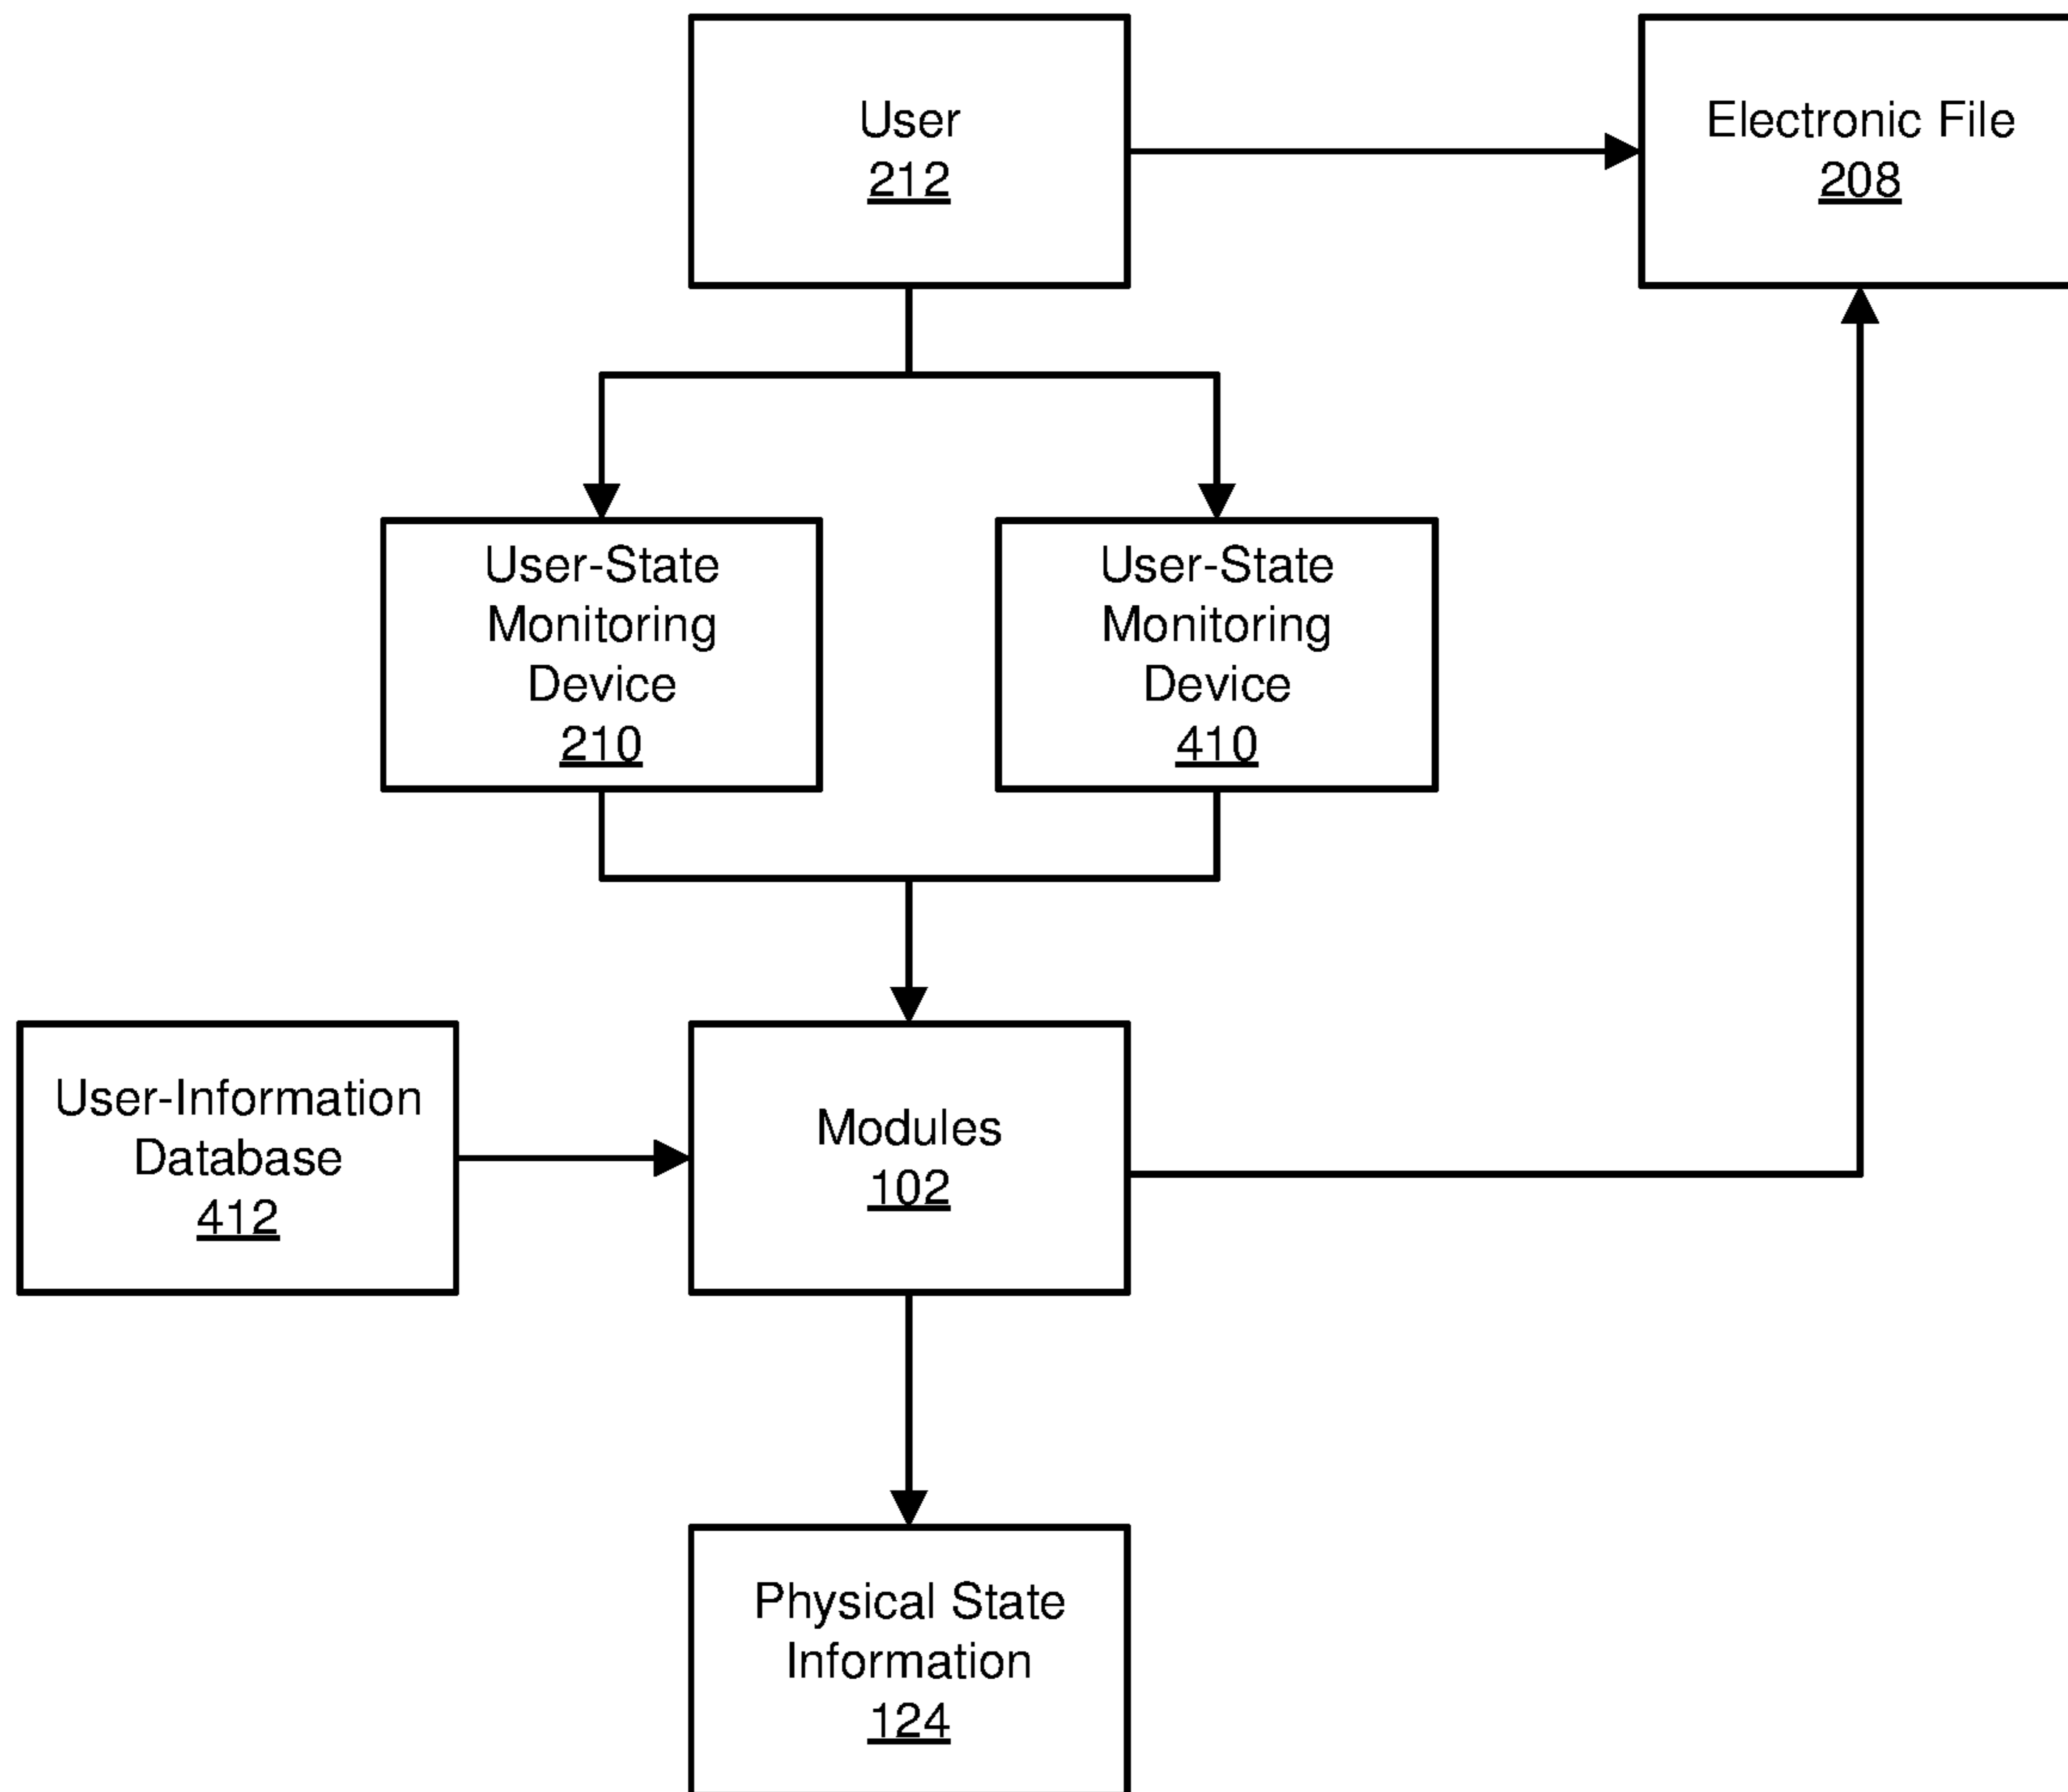 User
212
Electronic File
208
User-State
Monitoring
Device
210
User-State
Monitoring
Device
410
User-Information
Database
412
Modules
102
Physical State
Information
124